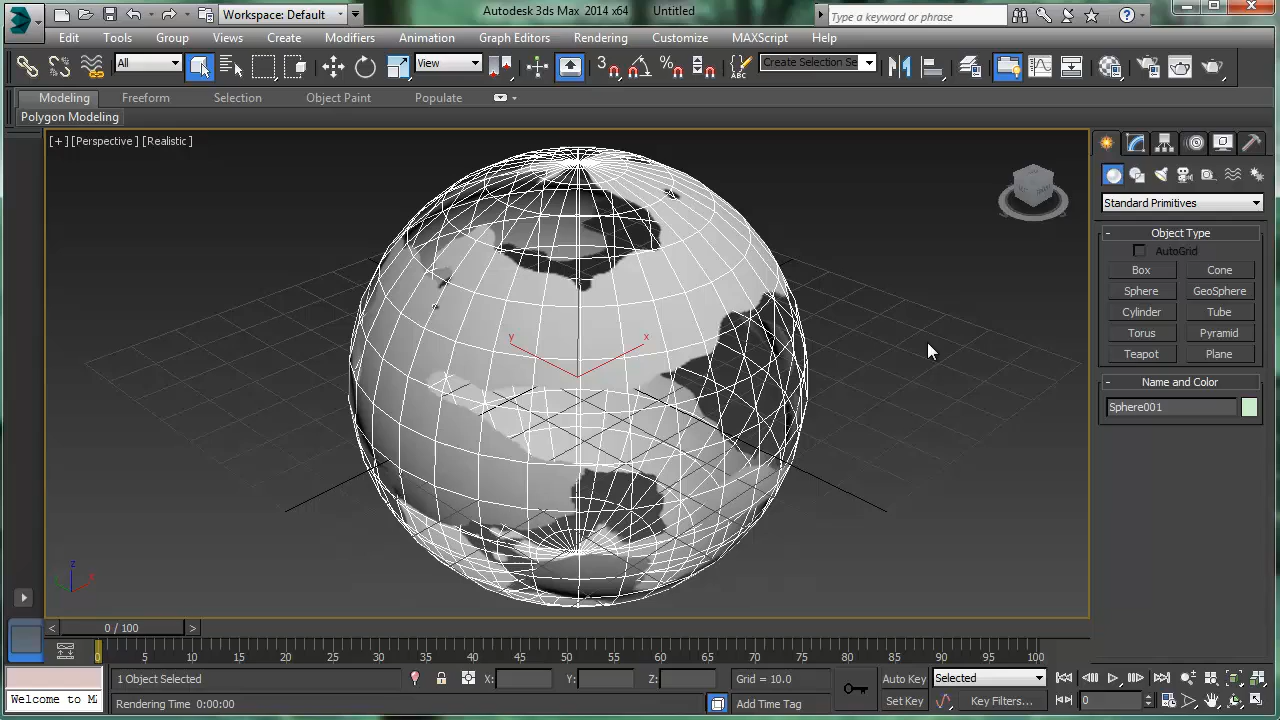 Workspace: Default
Autodesk 3ds Max 2014 x64
Untitled
Type a keyword or phrase
Edit
Tools
Group
Views
Create
Modifiers
Animation
Graph Editors
Rendering
Customize
MAXScript
Help
All
View
3
ABC
Create Selection Se
Modeling
Freeform
Selection
Object Paint
Populate
Polygon Modeling
[+] [Perspective] [Realistic]
Standard Primitives
- Object Type
AutoGrid
Box
Cone
Sphere
GeoSphere
Cylinder
Tube
Torus
Pyramid
Teapot
Plane
- Name and Color
Sphere001
y
x
z
x
< 0 / 100 >
0 5 10 15 20 25 30 35 40 45 50 55 60 65 70 75 80 85 90 95 100
1 Object Selected
X:
Y:
Z:
Grid = 10.0
Auto Key
Selected
Welcome to M
Rendering Time 0:00:00
Add Time Tag
Set Key
Key Filters...
0